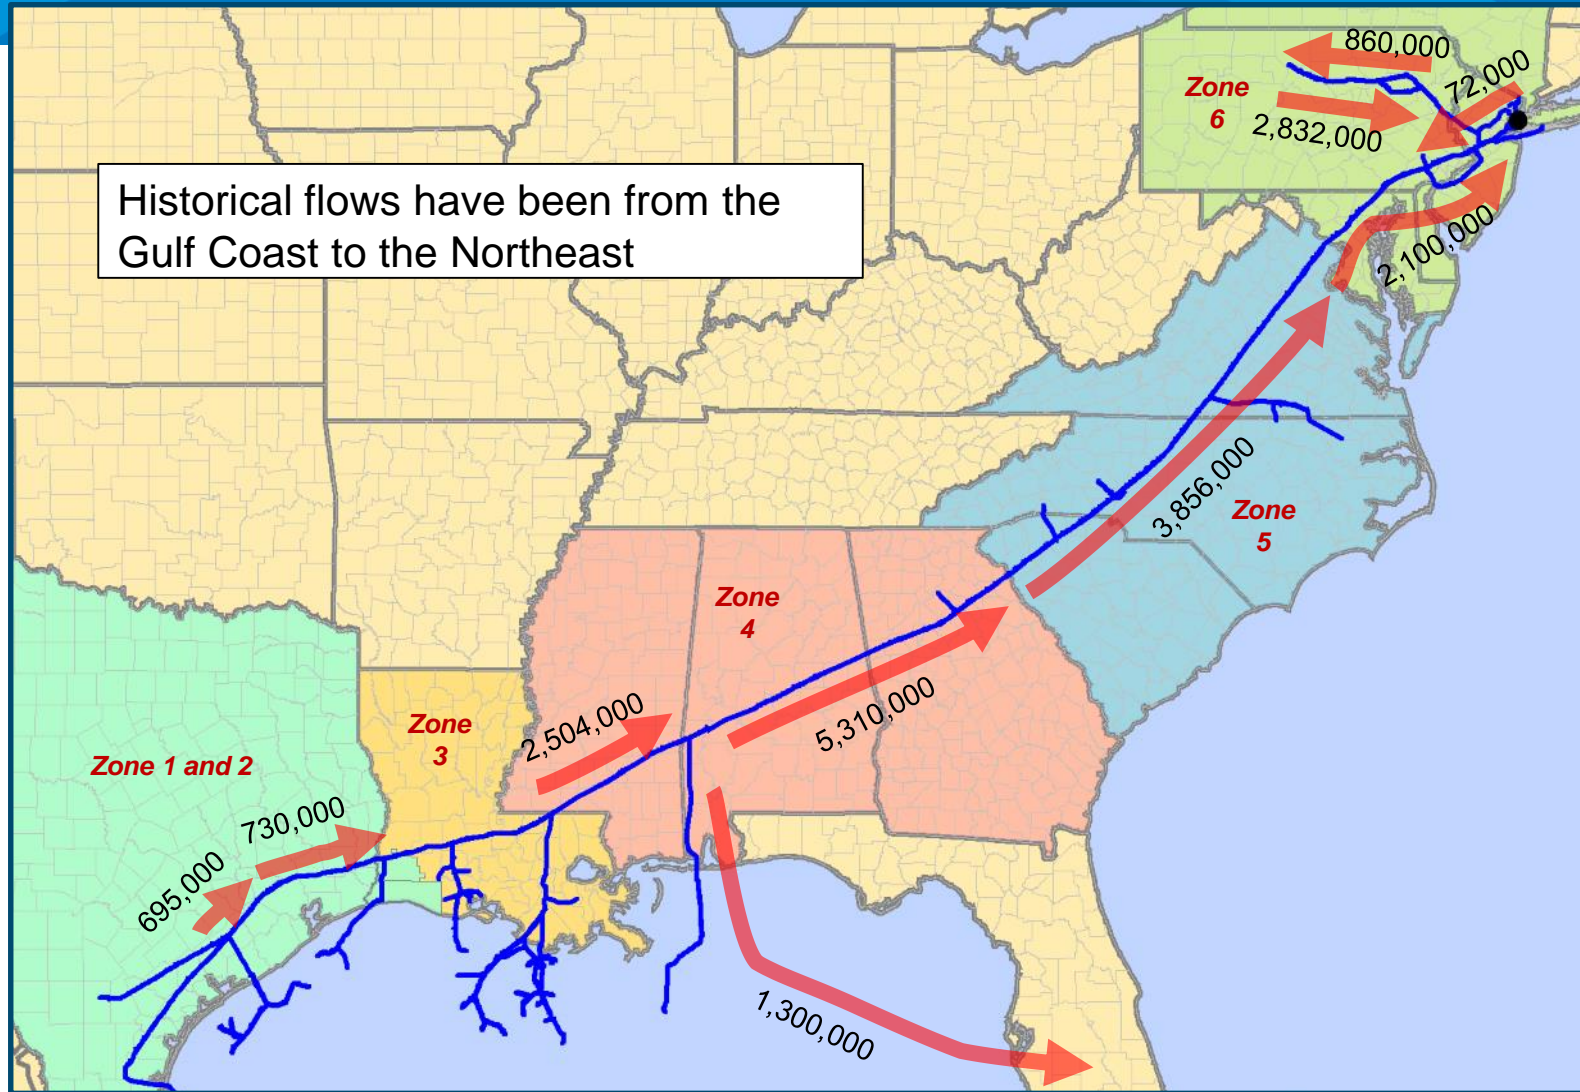 Historical flows have been from the
Gulf Coast to the Northeast
860,000
72,000
Zone
6
2,832,000
2,100,000
3,856,000
Zone
5
Zone
4
5,310,000
2,504,000
Zone
3
Zone 1 and 2
730,000
695,000
1,300,000